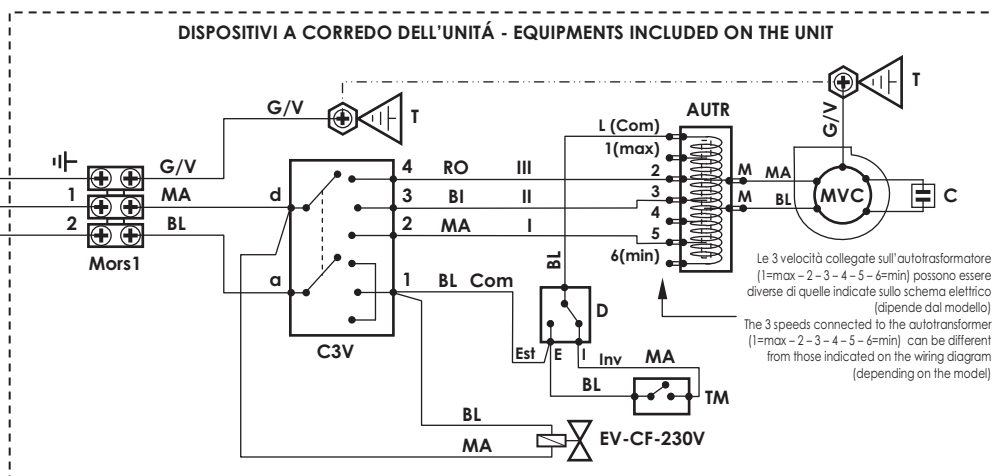 DISPOSITIVI A CORREDO DELL'UNITÁ - EQUIPMENTS INCLUDED ON THE UNIT
T
G/V
T
AUTR
G/V
L (Com)
1(max)
G/V
4 RO III
2
M MA
1 MA
d
3 BI II
3
MVC
C
2 BL
2 MA I
4
M BL
Mors1
5
6(min)
BL
a
1 BL Com
D
C3V
Est E I Inv MA
BL
TM
BL
EV-CF-230V
MA
Le 3 velocità collegate sull'autotrasformatore
(1=max – 2 – 3 – 4 – 5 – 6=min) possono essere
diverse di quelle indicate sullo schema elettrico
(dipende dal modello)
The 3 speeds connected to the autotransformer
(1=max – 2 – 3 – 4 – 5 – 6=min) can be different
from those indicated on the wiring diagram
(depending on the model)